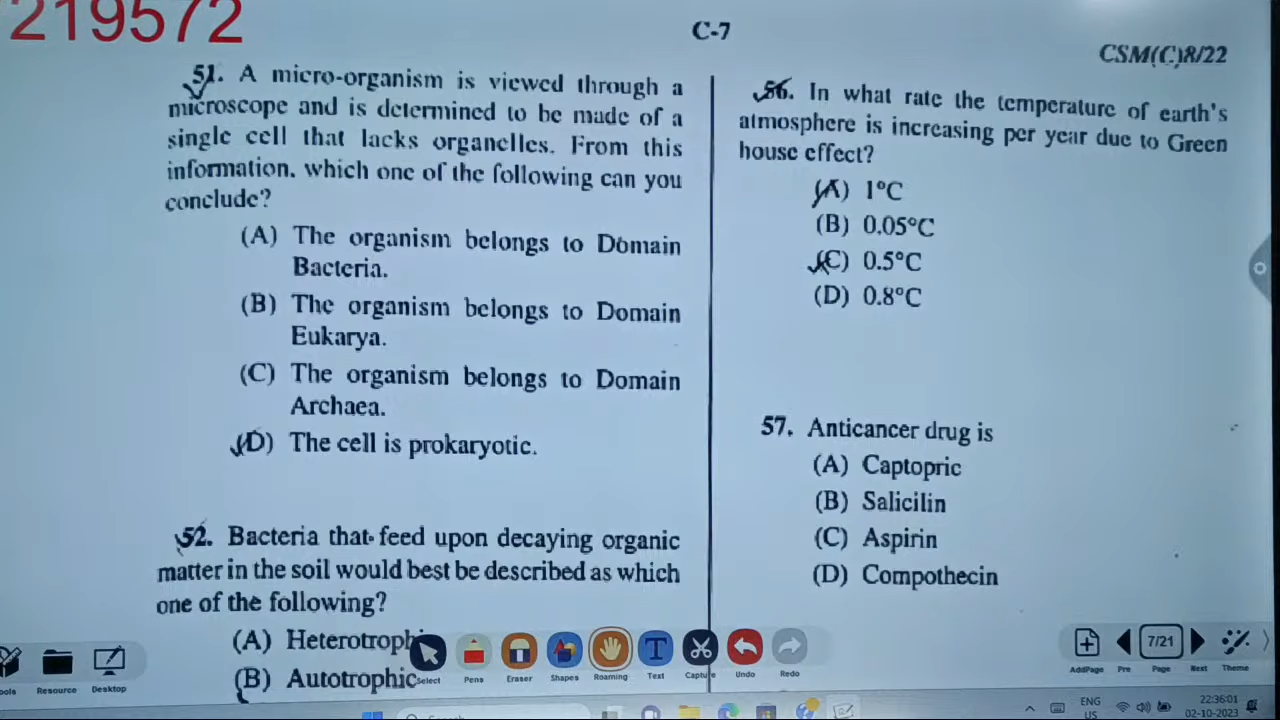 219572
C-7
CSM(C)8/22
51. A micro-organism is viewed through a
microscope and is determined to be made of a
single cell that lacks organelles. From this
information, which one of the following can you
conclude?
(A) The organism belongs to Domain
Bacteria.
(B) The organism belongs to Domain
Eukarya.
(C) The organism belongs to Domain
Archaea.
(D) The cell is prokaryotic.
52. Bacteria that feed upon decaying organic
matter in the soil would best be described as which
one of the following?
(A) Heterotrophi
(B) Autotrophic
56. In what rate the temperature of earth's
atmosphere is increasing per year due to Green
house effect?
(A) 1°C
(B) 0.05°C
(C) 0.5°C
(D) 0.8°C
57. Anticancer drug is
(A) Captopric
(B) Salicilin
(C) Aspirin
(D) Compothecin
ools Resource Desktop
Select Pens Eraser Shapes Roaming Text Capture Undo Redo
7/21
AddPage Pre Page Next Theme
ENG
US
22:36:01
02-10-2023